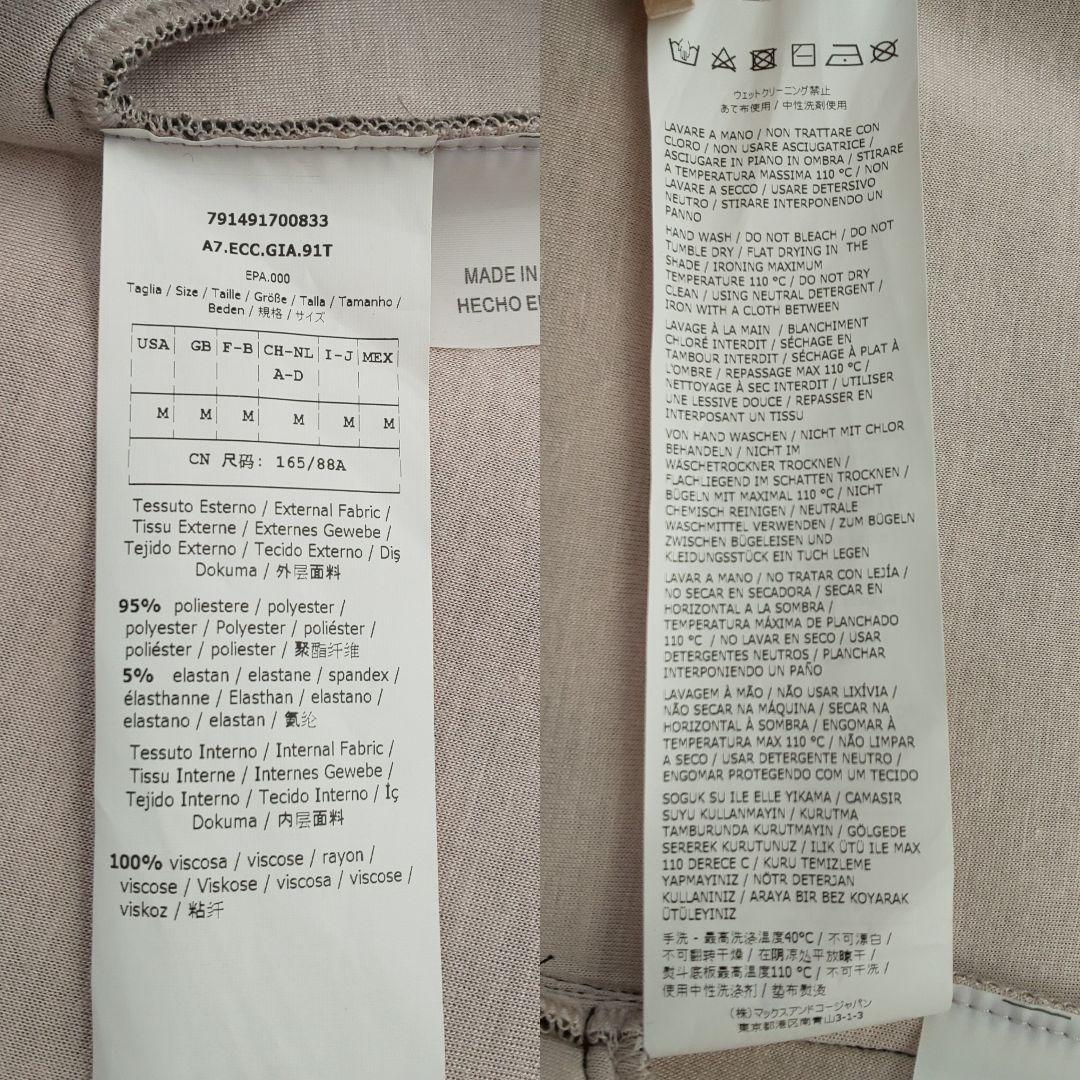 791491700833
A7.ECC.GIA.91T
EPA.000
Taglia / Size / Taille / Größe / Talla / Tamanho /
Beden / 規格 / サイズ
USA GB F-B CH-NL I-J MEX
A-D
M M M M M M
CN 尺码: 165/88A
Tessuto Esterno / External Fabric /
Tissu Externe / Externes Gewebe /
Tejido Externo / Tecido Externo / Diş
Dokuma / 外层面料
95% poliestere / polyester /
polyester / Polyester / poliéster /
poliéster / poliester / 聚酯纤维
5% elastan / elastane / spandex /
élasthanne / Elasthan / elastano /
elastano / elastan / 氨纶
Tessuto Interno / Internal Fabric /
Tissu Interne / Internes Gewebe /
Tejido Interno / Tecido Interno / İç
Dokuma / 内层面料
100% viscosa / viscose / rayon /
viscose / Viskose / viscosa / viscose /
viskoz / 粘纤
MADE IN
HECHO E
ウェットクリーニング禁止
あて布使用 / 中性洗剤使用
LAVARE A MANO / NON TRATTARE CON
CLORO / NON USARE ASCIUGATRICE /
ASCIUGARE IN PIANO IN OMBRA / STIRARE
A TEMPERATURA MASSIMA 110 °C / NON
LAVARE A SECCO / USARE DETERSIVO
NEUTRO / STIRARE INTERPONENDO UN
PANNO
HAND WASH / DO NOT BLEACH / DO NOT
TUMBLE DRY / FLAT DRYING IN THE
SHADE / IRONING MAXIMUM
TEMPERATURE 110 °C / DO NOT DRY
CLEAN / USING NEUTRAL DETERGENT /
IRON WITH A CLOTH BETWEEN
LAVAGE À LA MAIN / BLANCHIMENT
CHLORÉ INTERDIT / SÉCHAGE EN
TAMBOUR INTERDIT / SÉCHAGE À PLAT À
L'OMBRE / REPASSAGE MAX 110 °C /
NETTOYAGE À SEC INTERDIT / UTILISER
UNE LESSIVE DOUCE / REPASSER EN
INTERPOSANT UN TISSU
VON HAND WASCHEN / NICHT MIT CHLOR
BEHANDELN / NICHT IM
WÄSCHETROCKNER TROCKNEN /
FLACHLIEGEND IM SCHATTEN TROCKNEN /
BÜGELN MIT MAXIMAL 110 °C / NICHT
CHEMISCH REINIGEN / NEUTRALE
WASCHMITTEL VERWENDEN / ZUM BÜGELN
ZWISCHEN BÜGELEISEN UND
KLEIDUNGSSTÜCK EIN TUCH LEGEN
LAVAR A MANO / NO TRATAR CON LEJÍA /
NO SECAR EN SECADORA / SECAR EN
HORIZONTAL A LA SOMBRA /
TEMPERATURA MÁXIMA DE PLANCHADO
110 °C / NO LAVAR EN SECO / USAR
DETERGENTES NEUTROS / PLANCHAR
INTERPONIENDO UN PAÑO
LAVAGEM À MÃO / NÃO USAR LIXÍVIA /
NÃO SECAR NA MÁQUINA / SECAR NA
HORIZONTAL À SOMBRA / ENGOMAR À
TEMPERATURA MAX 110 °C / NÃO LIMPAR
A SECO / USAR DETERGENTE NEUTRO /
ENGOMAR PROTEGENDO COM UM TECIDO
SOGUK SU ILE ELLE YIKAMA / CAMASIR
SUYU KULLANMAYIN / KURUTMA
TAMBURUNDA KURUTMAYIN / GÖLGEDE
SEREREK KURUTUNUZ / ILIK ÜTÜ ILE MAX
110 DERECE C / KURU TEMIZLEME
YAPMAYINIZ / NÖTR DETERJAN
KULLANINIZ / ARAYA BIR BEZ KOYARAK
ÜTÜLEYINIZ
手洗 - 最高洗涤温度40°C / 不可漂白 /
不可翻转干燥 / 在阴凉处平放晾干 /
熨斗底板最高温度110 °C / 不可干洗 /
使用中性洗涤剂 / 垫布熨烫
(株)マックスアンドコージャパン
東京都港区南青山3-1-3